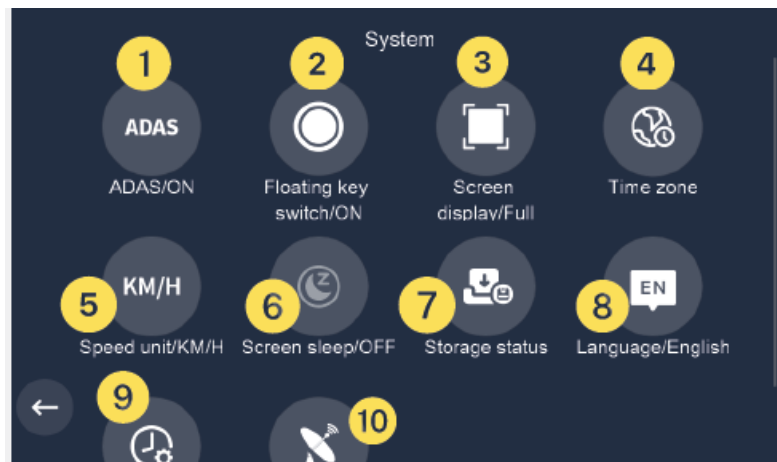 System
1
2
3
4
ADAS
ADAS/ON
Floating key
switch/ON
Screen
display/Full
Time zone
5
KM/H
6
Z
7
8
EN
Speed unit/KM/H
Screen sleep/OFF
Storage status
Language/English
9
10